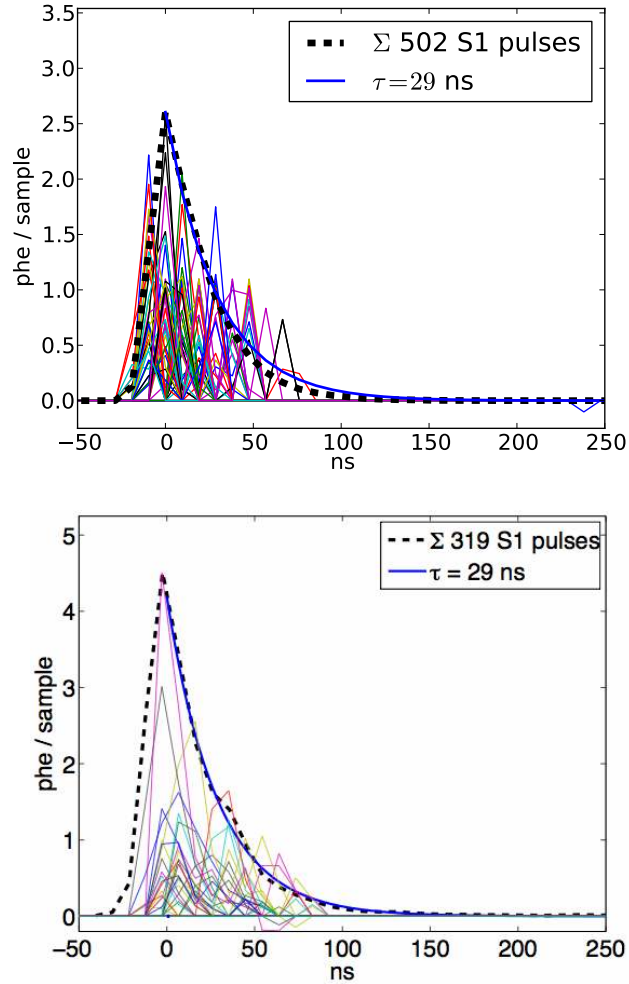 3.5
3.0
2.5
2.0
1.5
1.0
0.5
0.0
phe / sample
Σ 502 S1 pulses
τ=29 ns
−50 0 50 100 150 200 250
ns
5
4
3
2
1
0
phe / sample
Σ 319 S1 pulses
τ = 29 ns
−50 0 50 100 150 200 250
ns